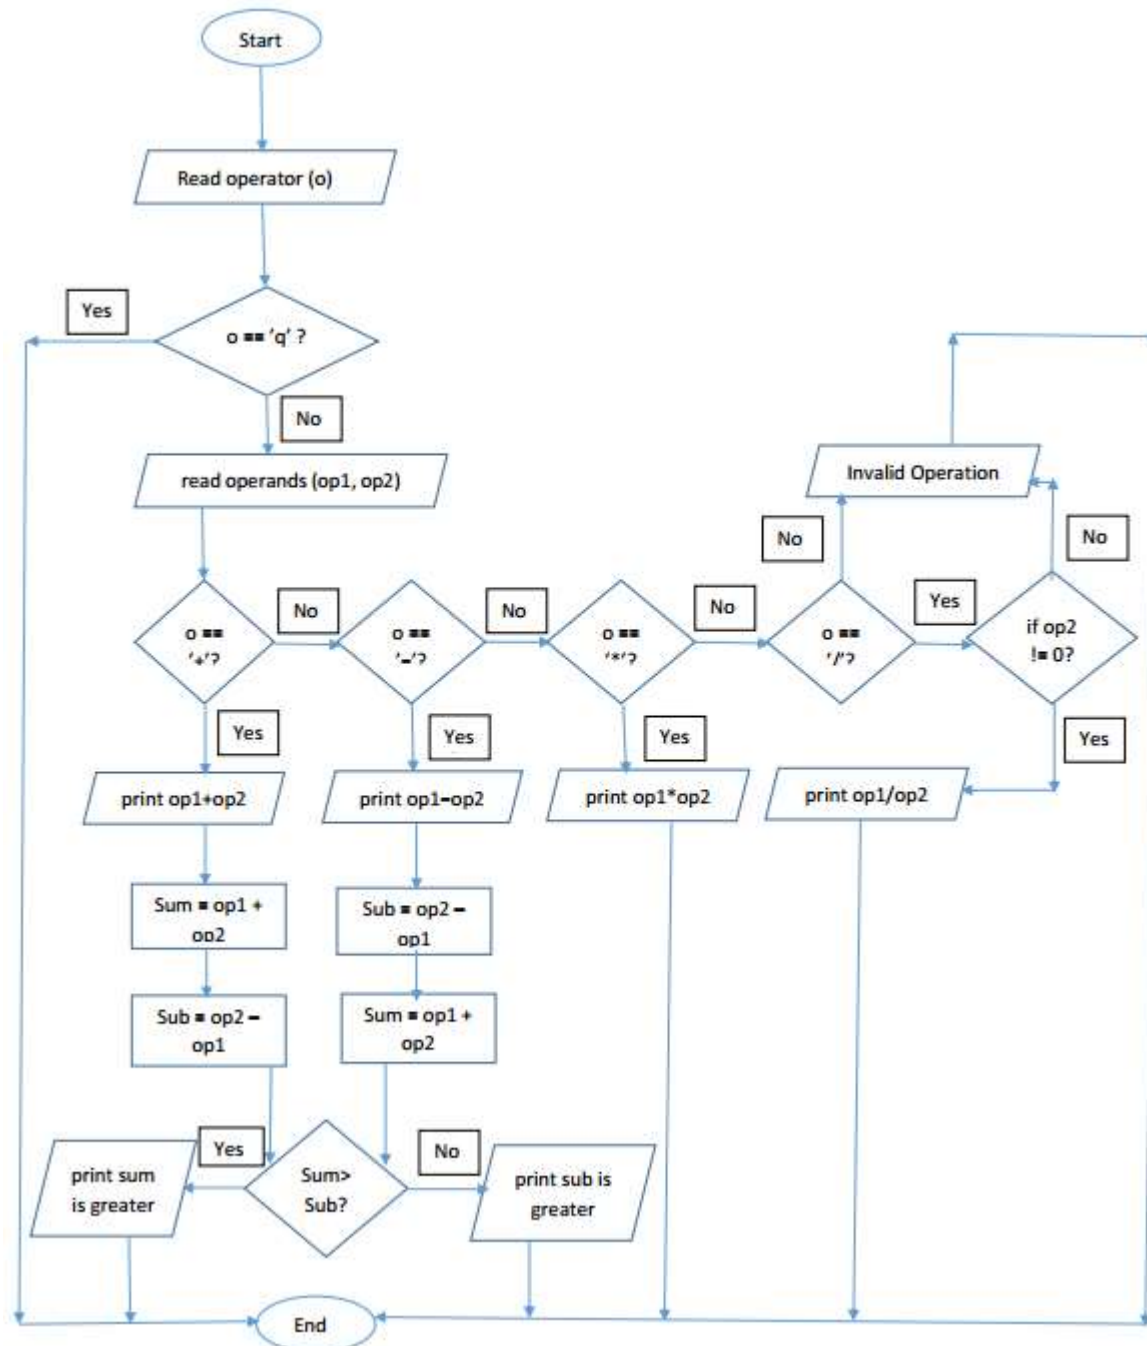 Start
Read operator (o)
Yes
o == ‘q’ ?
No
read operands (op1, op2)
Invalid Operation
No
No
o ==
‘+’?
No
o ==
‘–’?
No
o ==
‘*’?
No
o ==
‘/’?
Yes
if op2
!= 0?
Yes
Yes
Yes
Yes
print op1+op2
print op1–op2
print op1*op2
print op1/op2
Sum = op1 +
op2
Sub = op2 –
op1
Sub = op2 –
op1
Sum = op1 +
op2
Yes
No
print sum
is greater
Sum>
Sub?
print sub is
greater
End